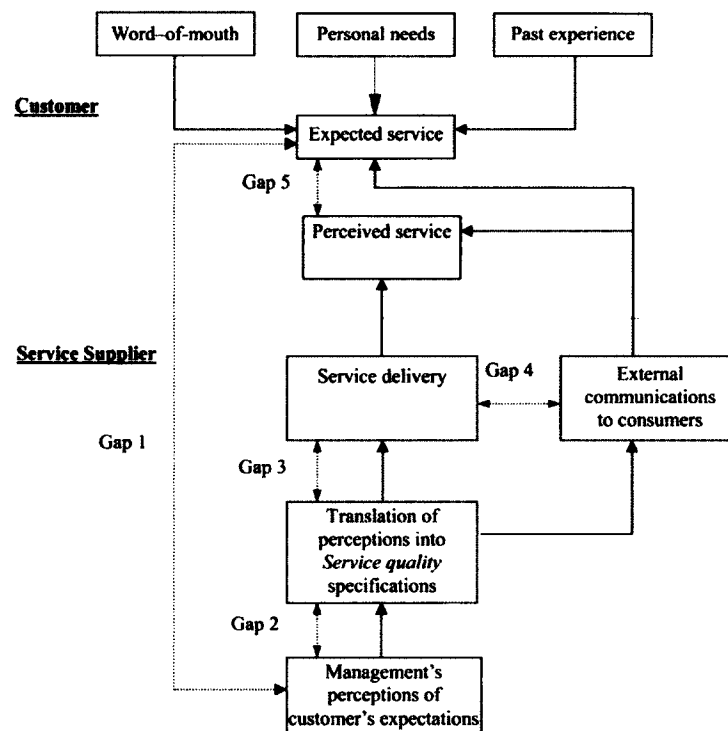 Word-of-mouth
Personal needs
Past experience
Customer
Expected service
Gap 5
Perceived service
Service Supplier
Service delivery
Gap 4
External
communications
to consumers
Gap 1
Gap 3
Translation of
perceptions into
Service quality
specifications
Gap 2
Management's
perceptions of
customer's expectations